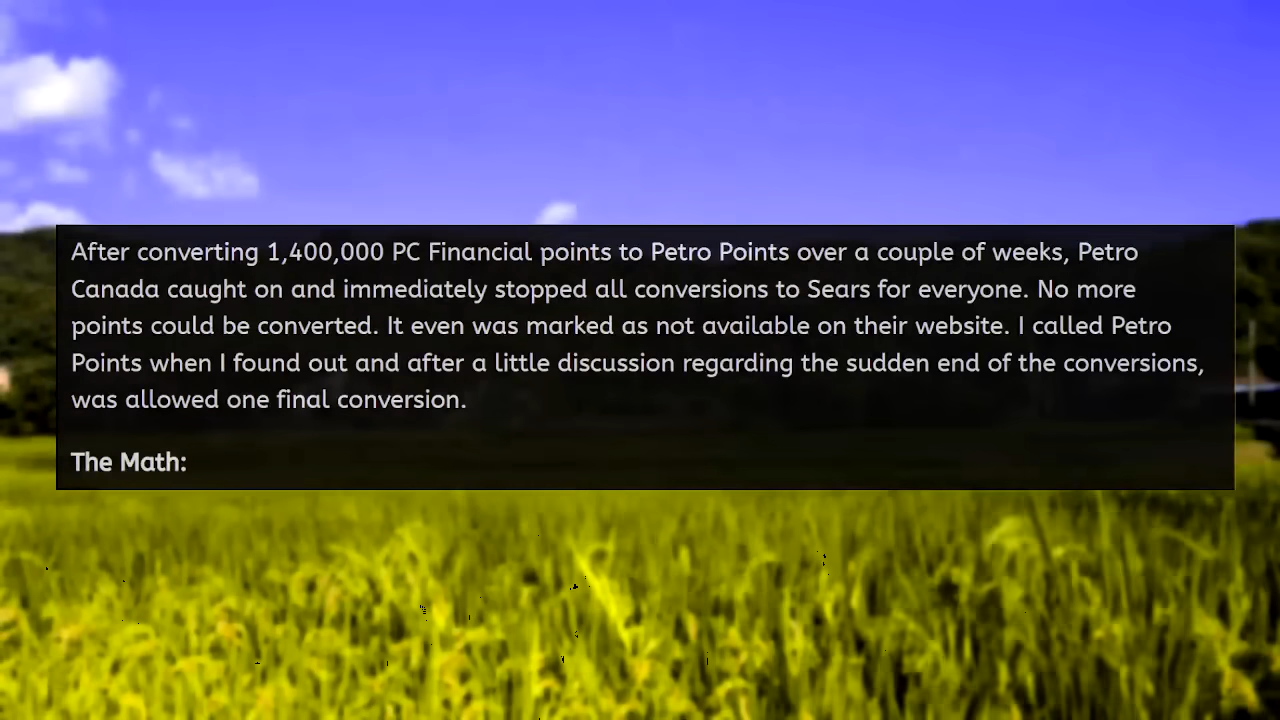 After converting 1,400,000 PC Financial points to Petro Points over a couple of weeks, Petro
Canada caught on and immediately stopped all conversions to Sears for everyone. No more
points could be converted. It even was marked as not available on their website. I called Petro
Points when I found out and after a little discussion regarding the sudden end of the conversions,
was allowed one final conversion.
The Math: